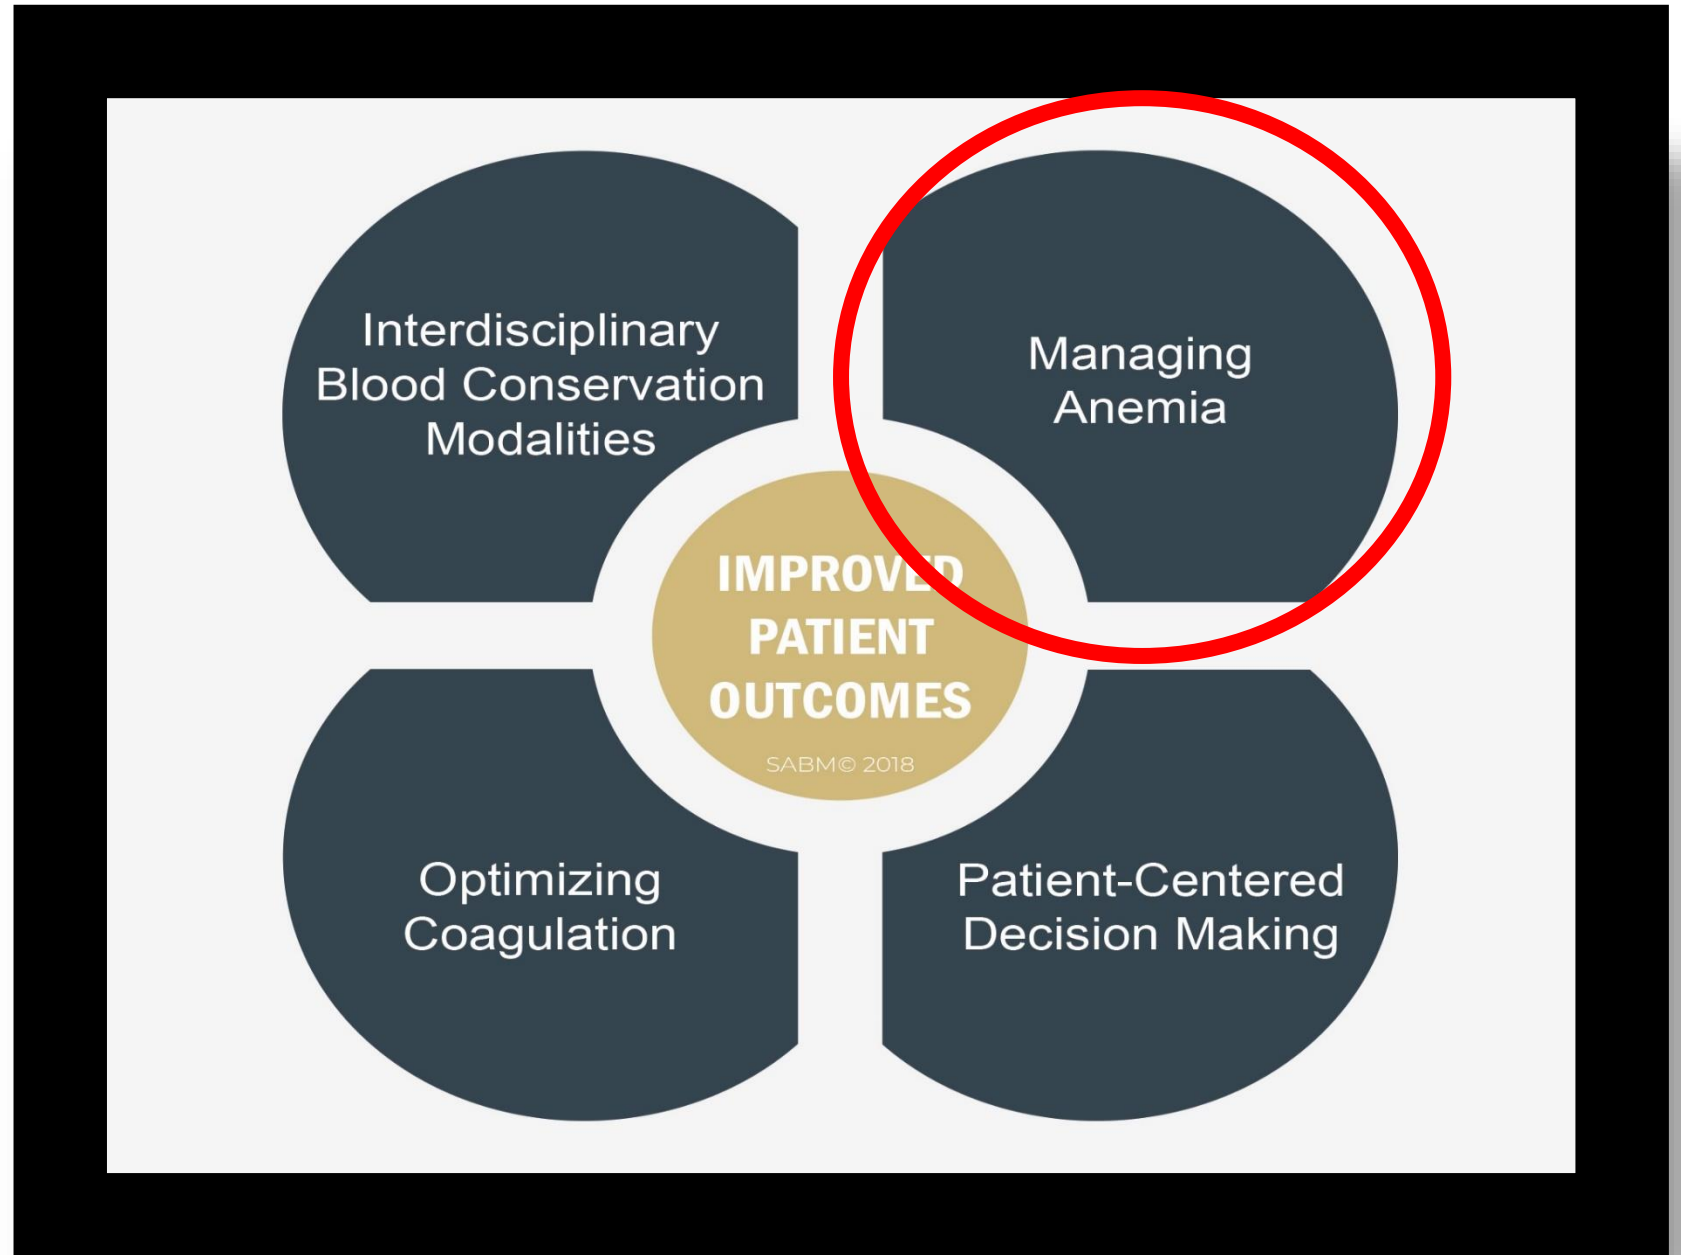 Interdisciplinary
Blood Conservation
Modalities
Managing
Anemia
IMPROVED
PATIENT
OUTCOMES
SABM© 2018
Optimizing
Coagulation
Patient-Centered
Decision Making